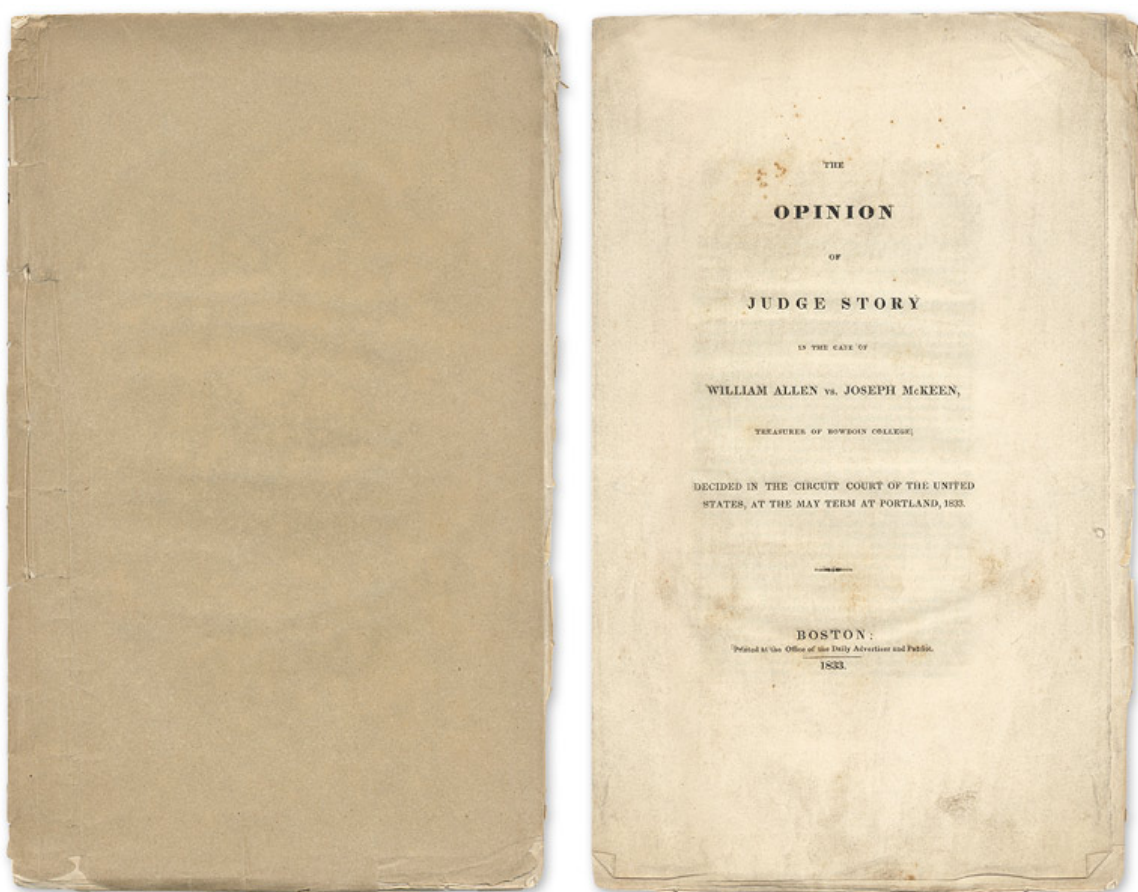 THE
OPINION
OF
JUDGE STORY
IN THE CASE OF
WILLIAM ALLEN vs. JOSEPH McKEEN,
TREASURER OF BOWDOIN COLLEGE;
DECIDED IN THE CIRCUIT COURT OF THE UNITED
STATES, AT THE MAY TERM AT PORTLAND, 1833.
BOSTON:
Printed at the Office of the Daily Advertiser and Patriot.
1833.